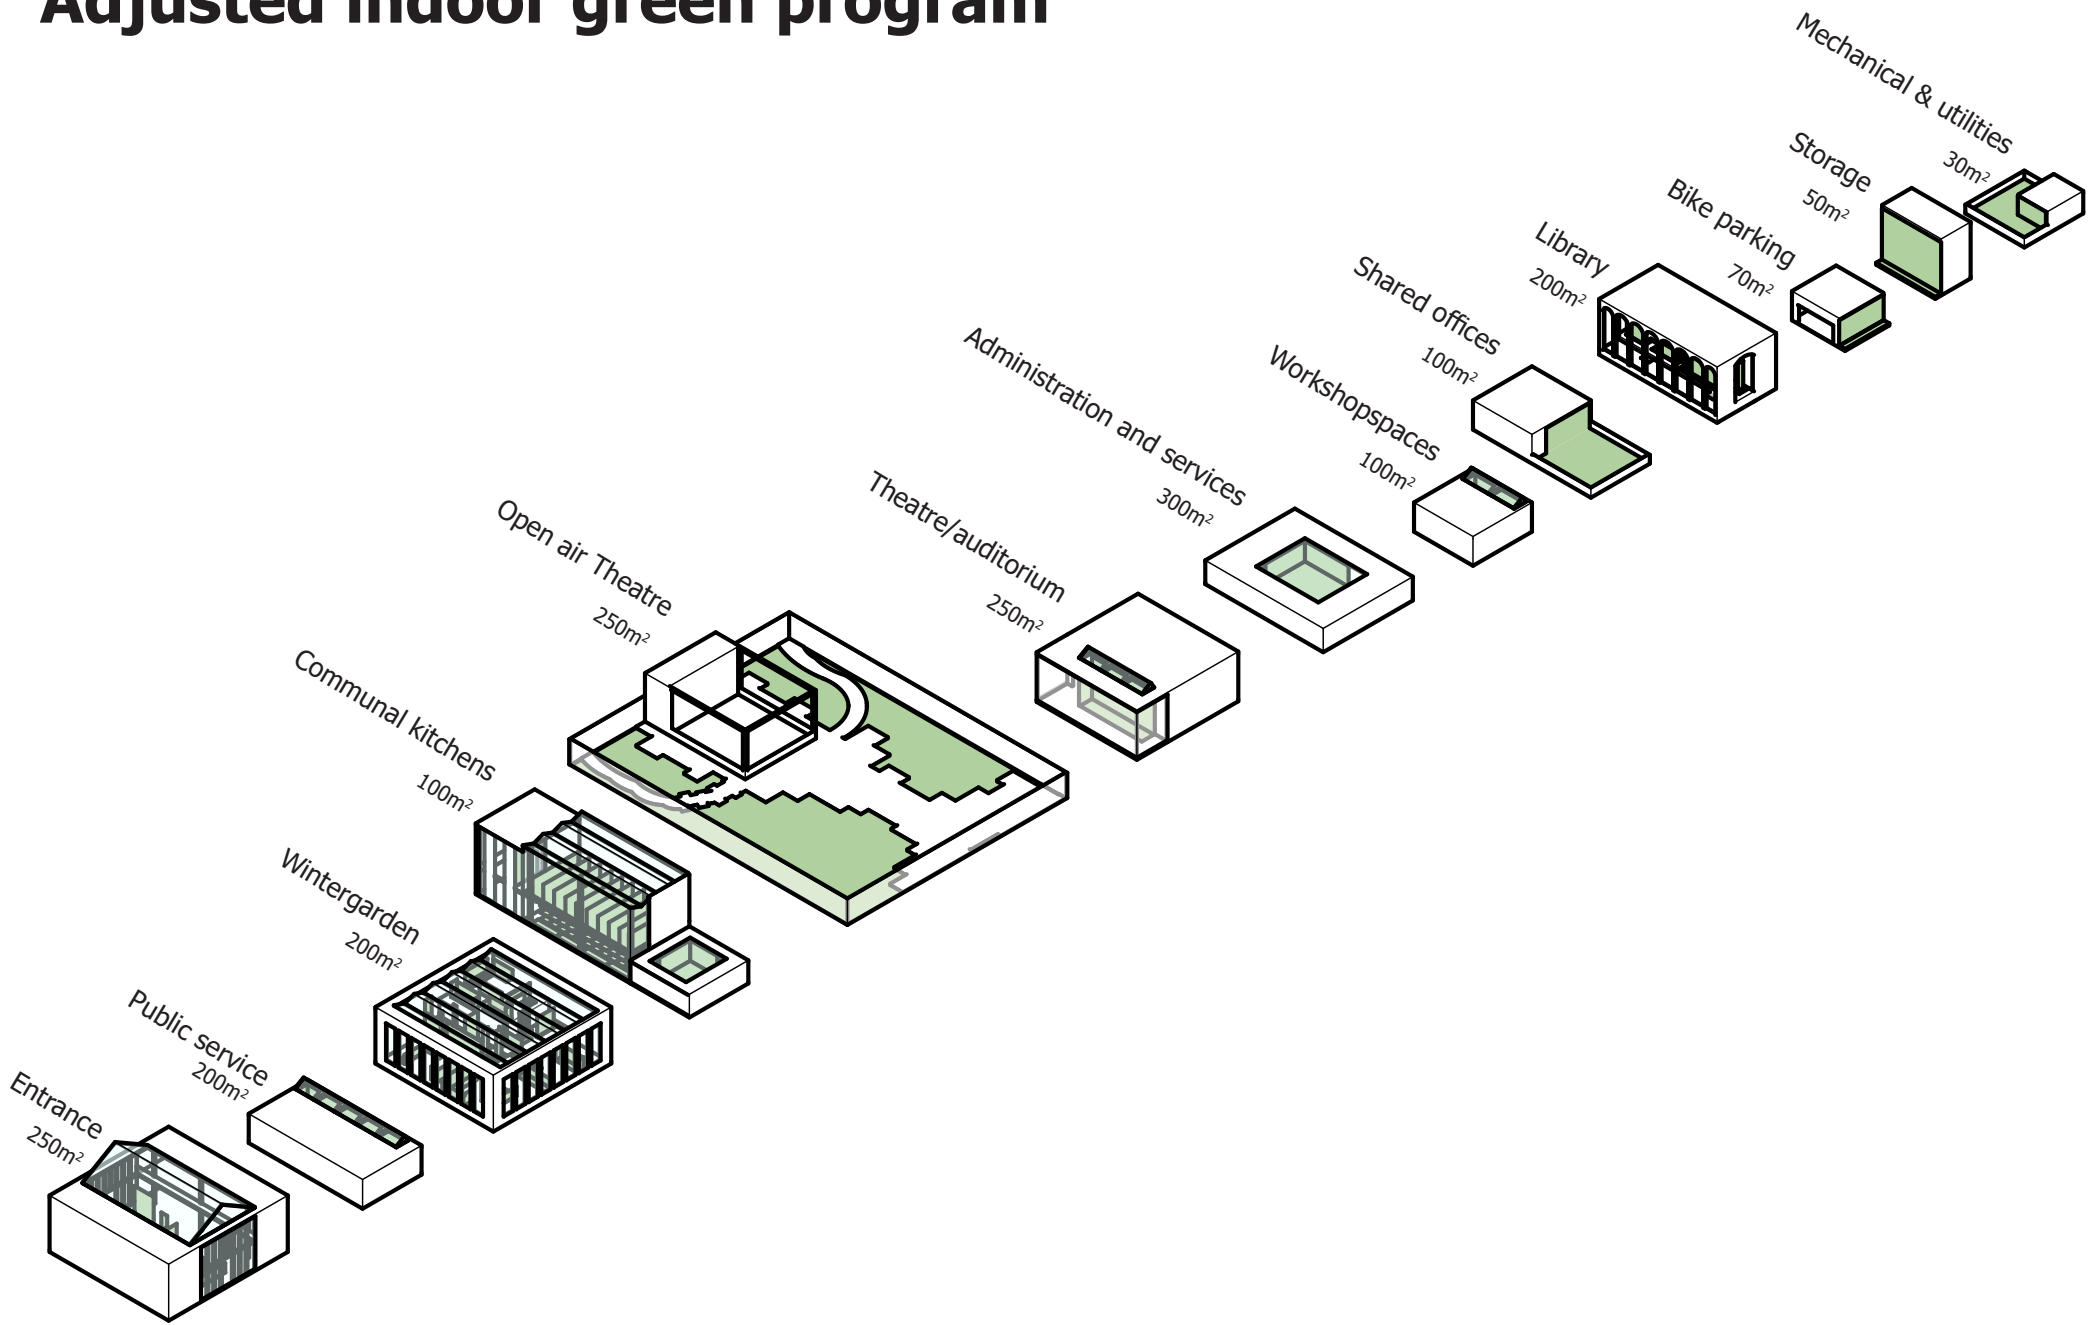 Adjusted indoor green program
Mechanical & utilities
30m²
Storage
50m²
Bike parking
70m²
Library
200m²
Shared offices
100m²
Workshopspaces
100m²
Administration and services
300m²
Theatre/auditorium
250m²
Open air Theatre
250m²
Communal kitchens
100m²
Wintergarden
200m²
Public service
200m²
Entrance
250m²